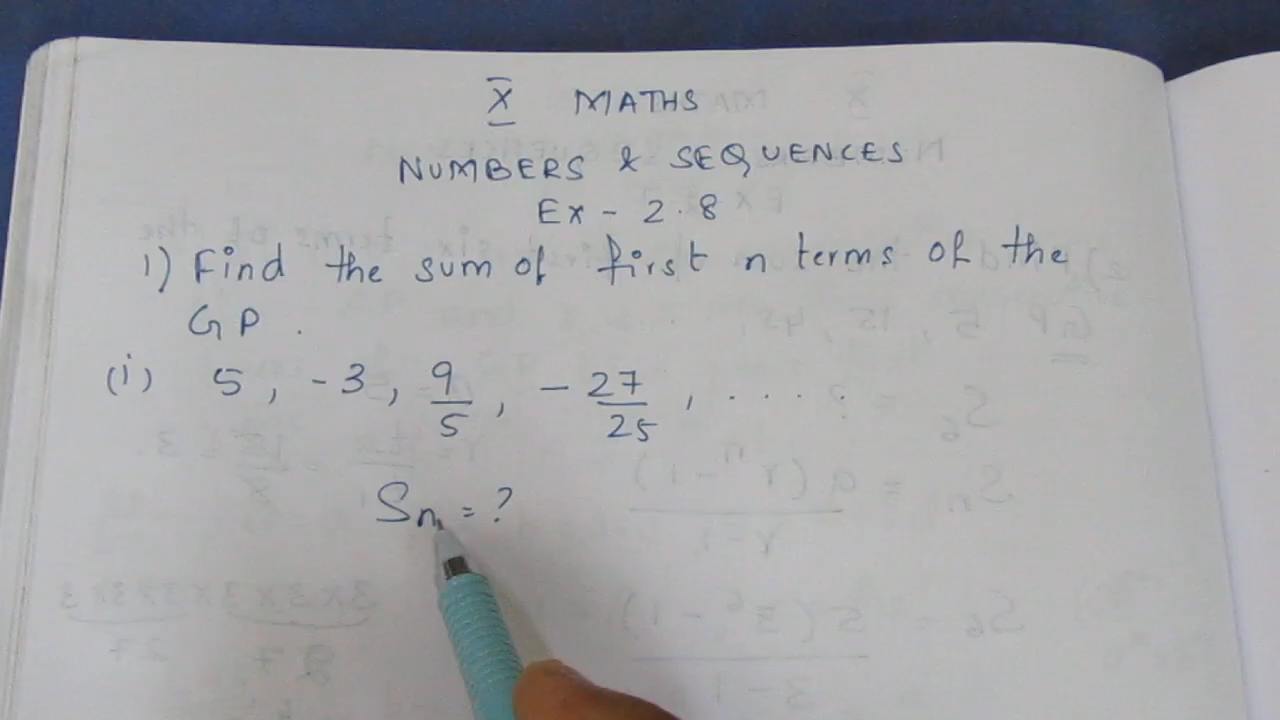 X MATHS
NUMBERS & SEQUENCES
Ex - 2.8
1) Find the sum of first n terms of the
GP.
(i) 5, -3, 9/5, -27/25, .....
Sn = ?